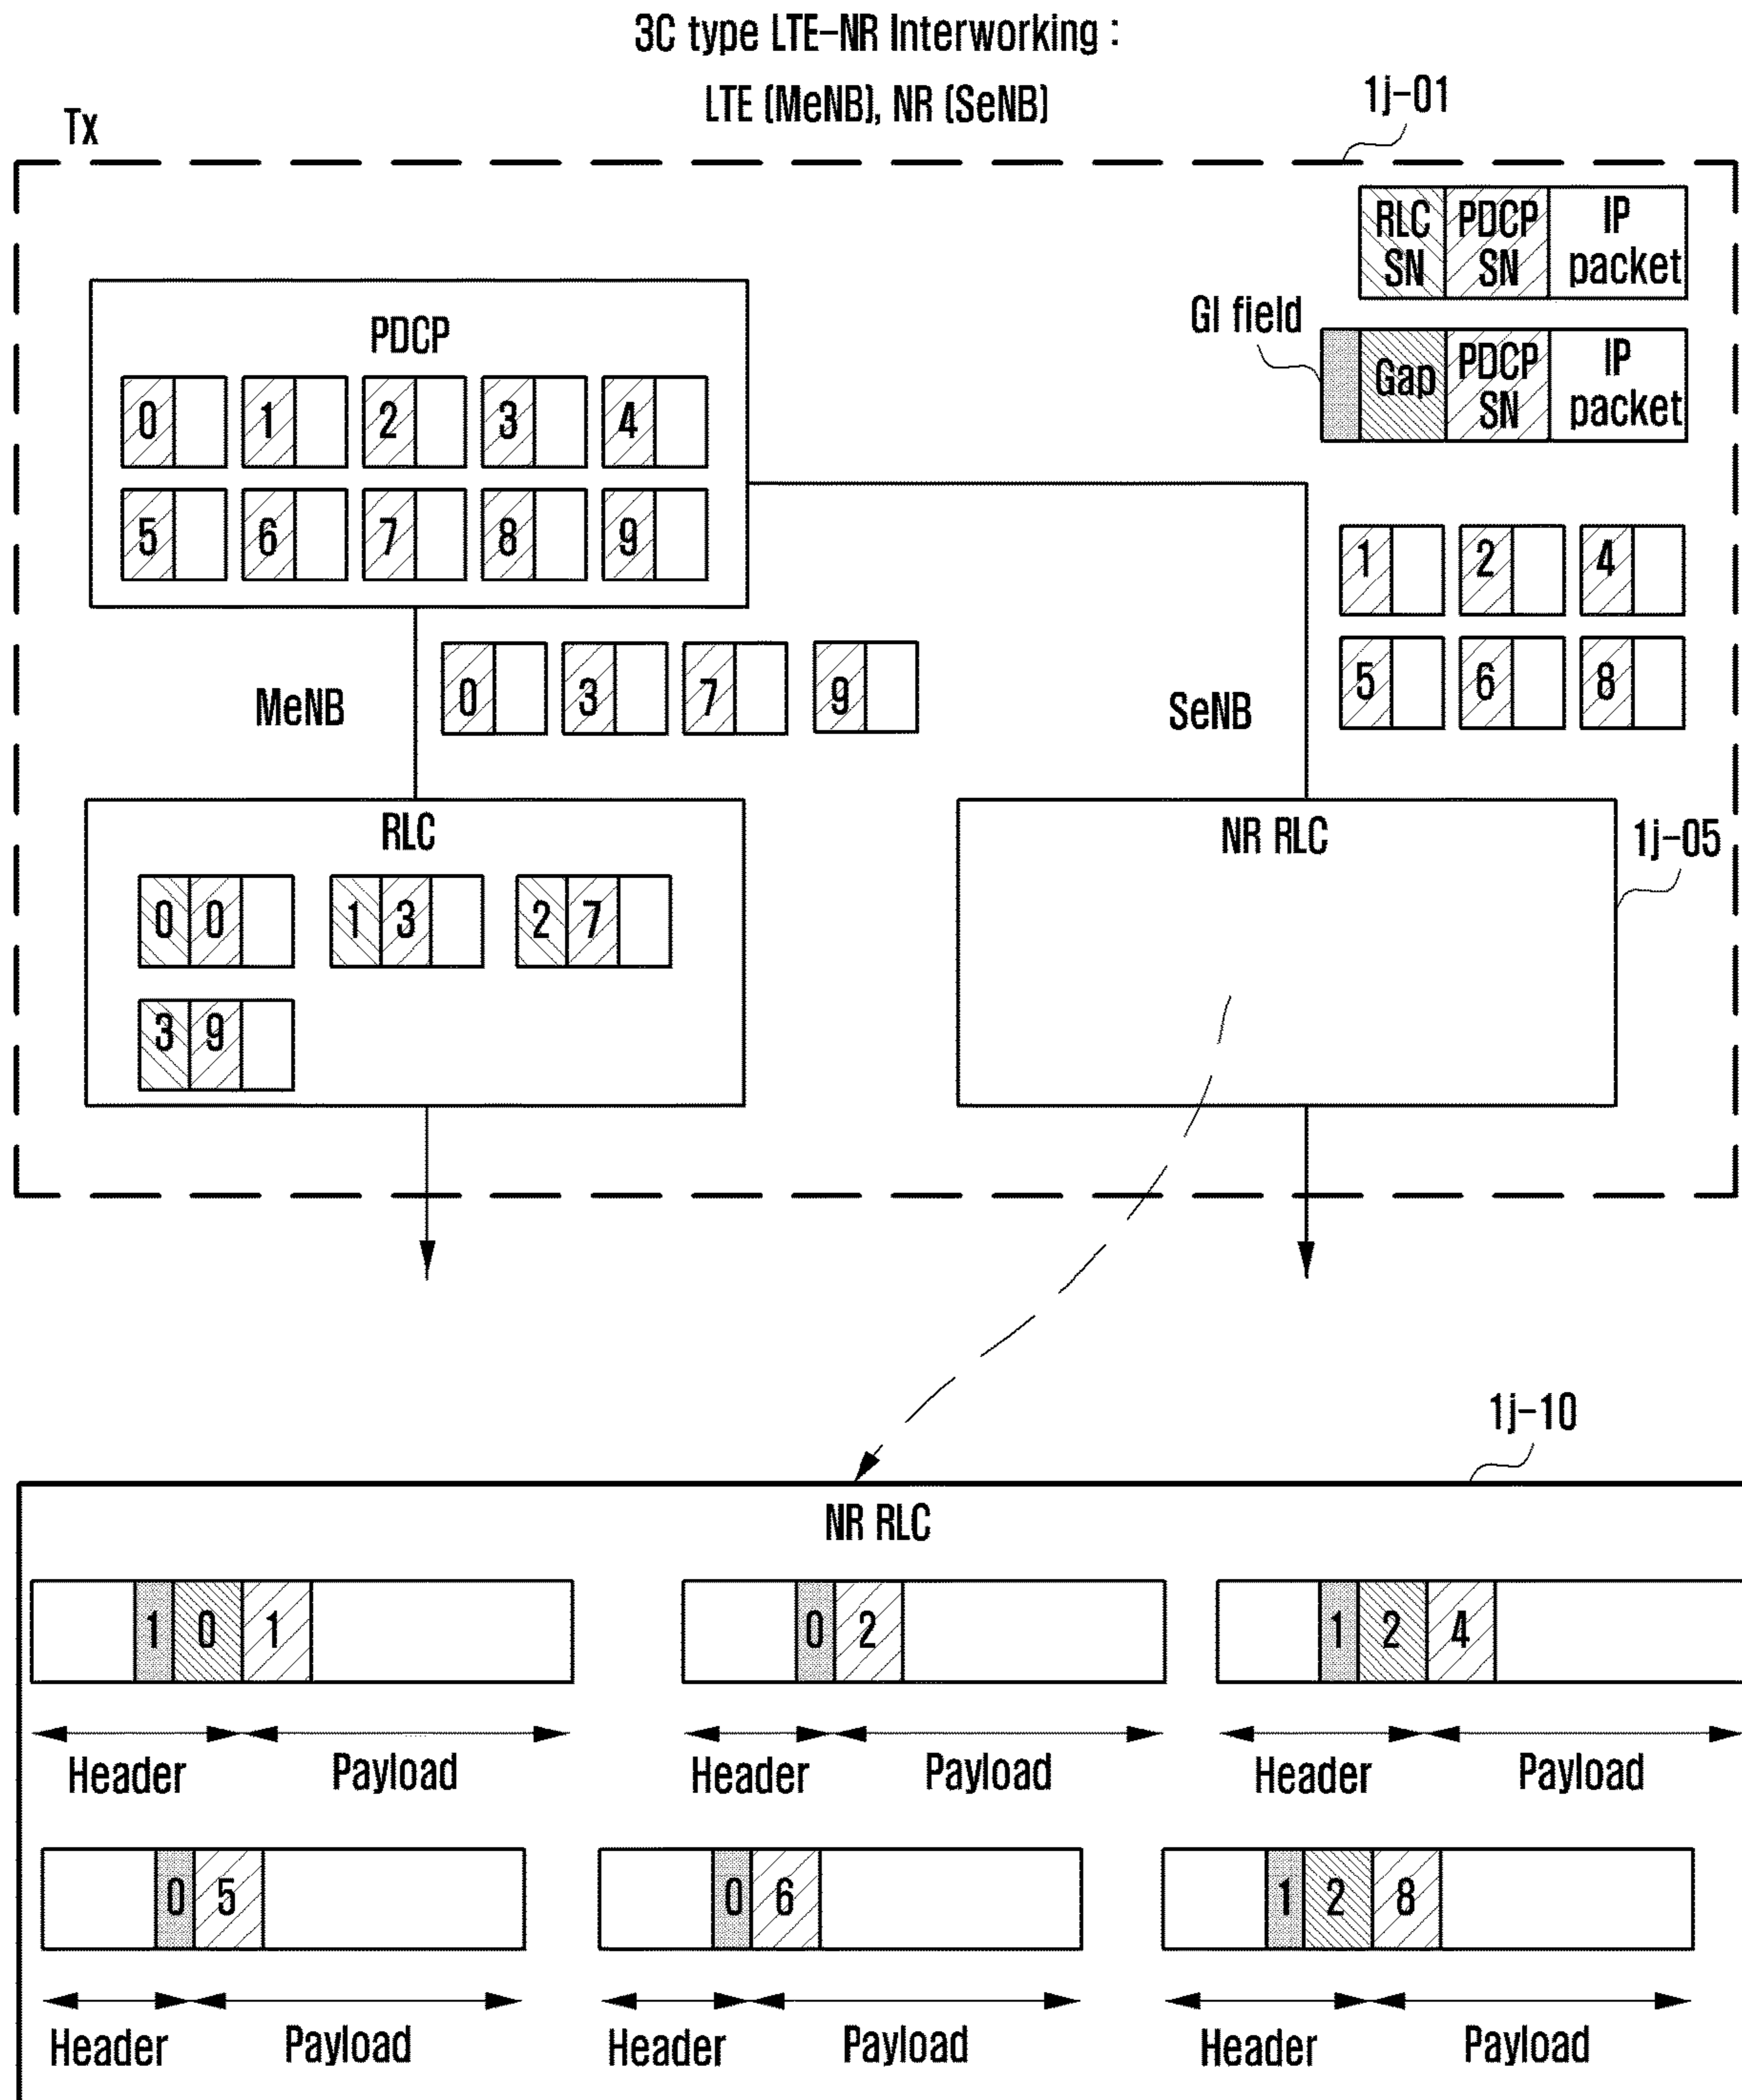 3C type LTE-NR Interworking :
LTE (MeNB), NR (SeNB)
Tx
1j-01
RLC SN
PDCP SN
IP packet
GI field
Gap
PDCP SN
IP packet
PDCP
0 1 2 3 4
5 6 7 8 9
1 2 4
5 6 8
MeNB
0 3 7 9
SeNB
RLC
0 0 1 3 2 7
3 9
NR RLC
1j-05
1j-10
NR RLC
1 0 1 0 2 1 2 4
Header Payload Header Payload Header Payload
0 5 0 6 1 2 8
Header Payload Header Payload Header Payload